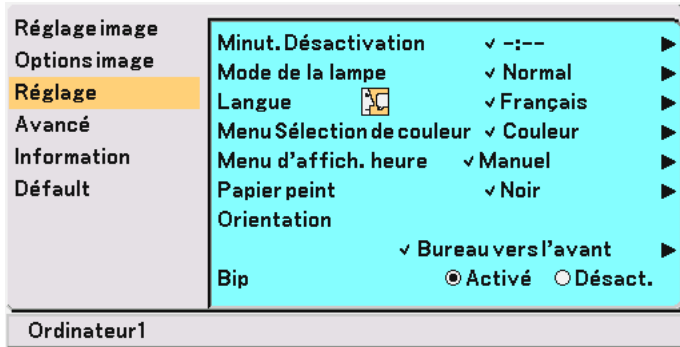 Réglage image
Options image
Réglage
Avancé
Information
Défault
Minut. Désactivation ✓ –:––
Mode de la lampe ✓ Normal
Langue ✓ Français
Menu Sélection de couleur ✓ Couleur
Menu d'affich. heure ✓ Manuel
Papier peint ✓ Noir
Orientation
✓ Bureau vers l'avant
Bip Activé Désact.
Ordinateur1